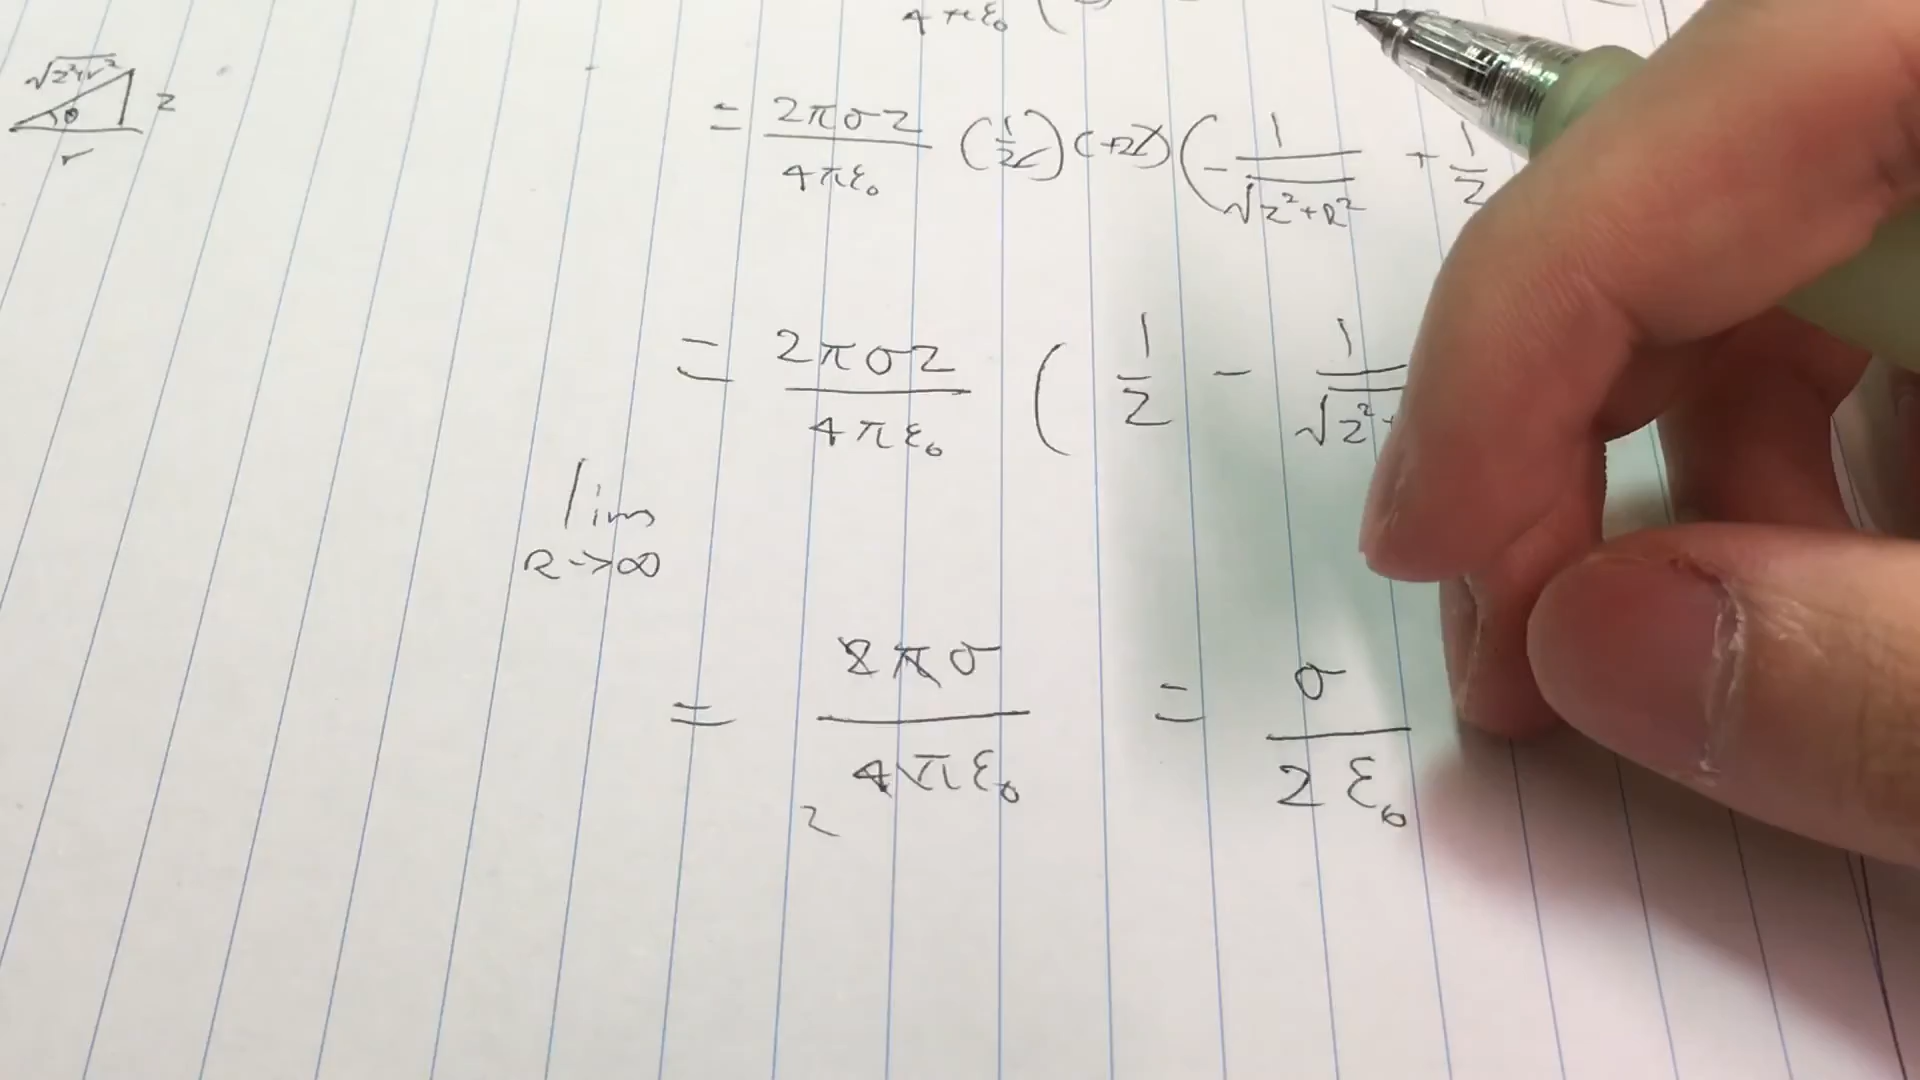 4πε₀ (
√z²+r²
θ
z
r
= 2πσz / 4πε₀ (1/2) (+2) (- 1/√z²+R² + 1/z
= 2πσz / 4πε₀ ( 1/z - 1/√z²+
lim
R→∞
= 2πσ / 4πε₀ = σ / 2ε₀
2